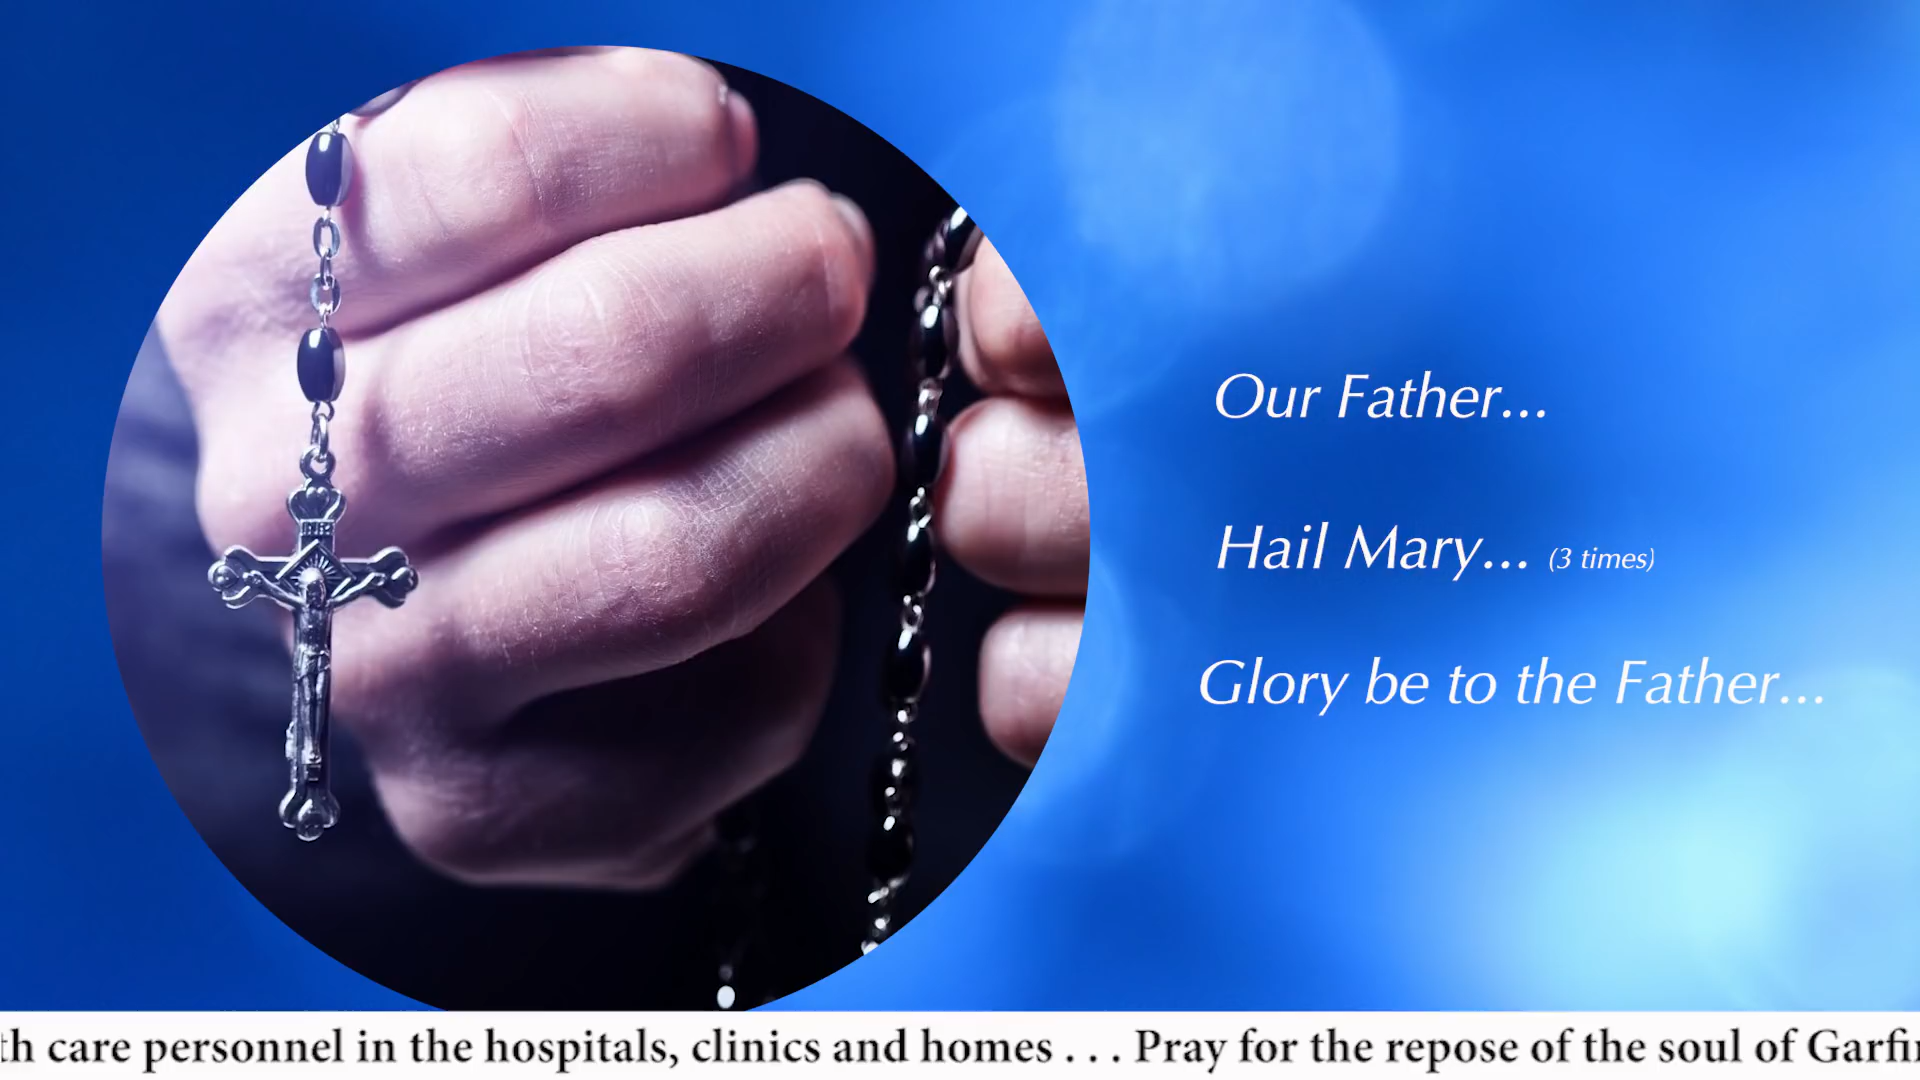 Our Father...
Hail Mary... (3 times)
Glory be to the Father...
care personnel in the hospitals, clinics and homes . . . Pray for the repose of the soul of